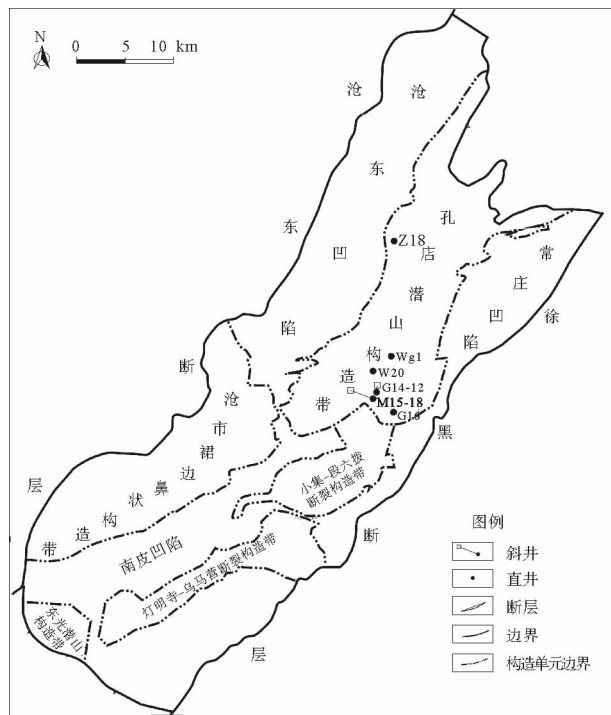 N
0 5 10 km
沧东断层
沧东凹陷
孔店潜山构造带
常庄凹陷
徐黑断层
Z18
Wg1
W20
G14-12
M15-18
G16
沧市裙边鼻状构造带
小集-段六拨
断裂构造带
南皮凹陷
灯明寺-乌马营断裂构造带
东光潜山
构造带
图例
斜井
直井
断层
边界
构造单元边界